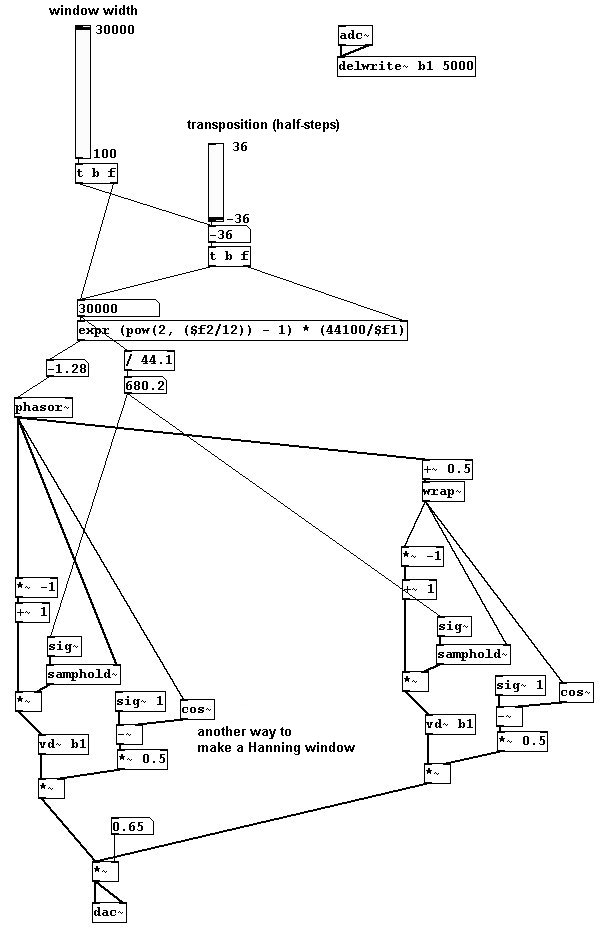 window width
30000
adc~
delwrite~ b1 5000
transposition (half-steps)
36
100
t b f
-36
-36
t b f
30000
expr (pow(2, ($f2/12)) - 1) * (44100/$f1)
/ 44.1
-1.28
680.2
phasor~
+~ 0.5
wrap~
*~ -1
*~ -1
+~ 1
+~ 1
sig~
sig~
samphold~
samphold~
*~
sig~ 1
cos~
*~
sig~ 1
cos~
another way to
make a Hanning window
-~
-~
vd~ b1
vd~ b1
*~ 0.5
*~ 0.5
*~
*~
0.65
*~
dac~